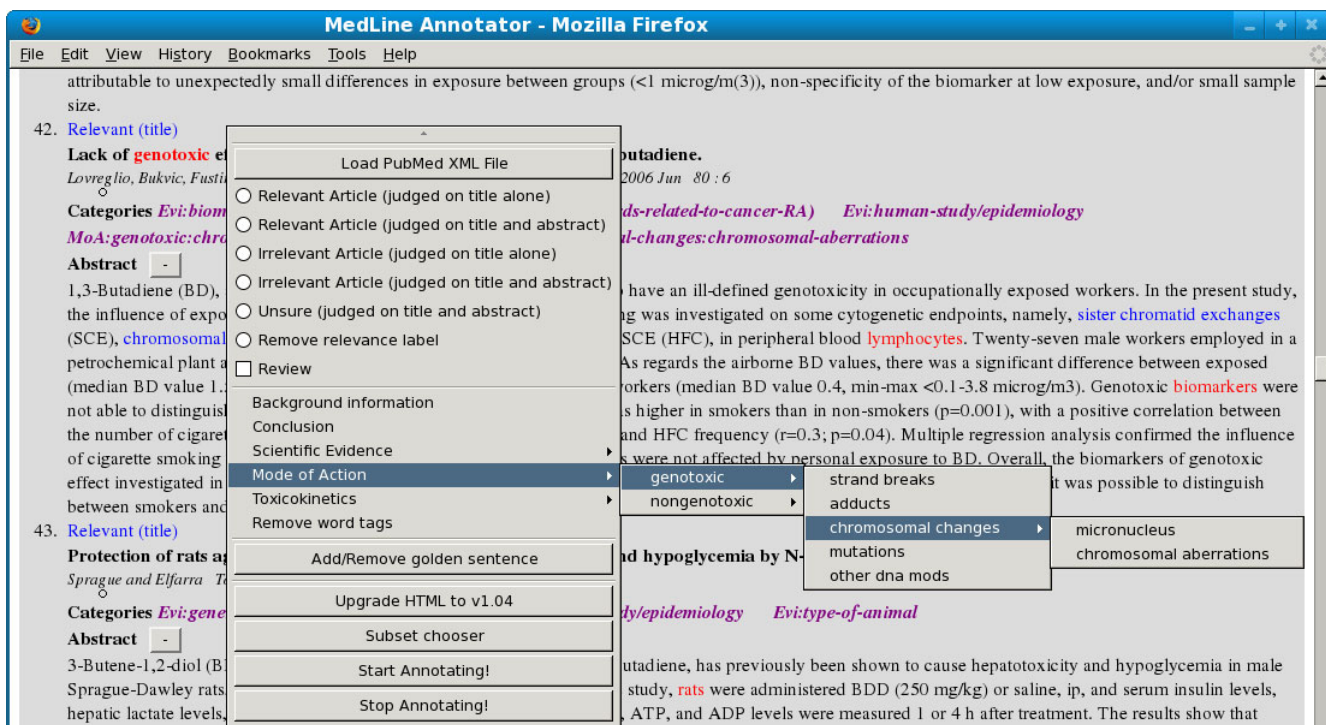 MedLine Annotator - Mozilla Firefox
File Edit View History Bookmarks Tools Help
attributable to unexpectedly small differences in exposure between groups (<1 microg/m(3)), non-specificity of the biomarker at low exposure, and/or small sample
size.
42. Relevant (title)
Lack of genotoxic ef
butadiene.
Lovreglio, Bukvic, Fusti
2006 Jun 80 : 6
Categories Evi:biom
ds-related-to-cancer-RA) Evi:human-study/epidemiology
MoA:genotoxic:chro
l-changes:chromosomal-aberrations
Abstract -
1,3-Butadiene (BD),
have an ill-defined genotoxicity in occupationally exposed workers. In the present study,
the influence of expo
ng was investigated on some cytogenetic endpoints, namely, sister chromatid exchanges
(SCE), chromosomal
SCE (HFC), in peripheral blood lymphocytes. Twenty-seven male workers employed in a
petrochemical plant a
As regards the airborne BD values, there was a significant difference between exposed
(median BD value 1.
orkers (median BD value 0.4, min-max <0.1-3.8 microg/m3). Genotoxic biomarkers were
not able to distinguish
s higher in smokers than in non-smokers (p=0.001), with a positive correlation between
the number of cigaret
and HFC frequency (r=0.3; p=0.04). Multiple regression analysis confirmed the influence
of cigarette smoking
s were not affected by personal exposure to BD. Overall, the biomarkers of genotoxic
effect investigated in
it was possible to distinguish
between smokers and
43. Relevant (title)
Protection of rats ag
nd hypoglycemia by N-
Sprague and Elfarra To
Categories Evi:gene
dy/epidemiology Evi:type-of-animal
Abstract -
3-Butene-1,2-diol (B
utadiene, has previously been shown to cause hepatotoxicity and hypoglycemia in male
Sprague-Dawley rats.
study, rats were administered BDD (250 mg/kg) or saline, ip, and serum insulin levels,
hepatic lactate levels,
, ATP, and ADP levels were measured 1 or 4 h after treatment. The results show that
Load PubMed XML File
Relevant Article (judged on title alone)
Relevant Article (judged on title and abstract)
Irrelevant Article (judged on title alone)
Irrelevant Article (judged on title and abstract)
Unsure (judged on title and abstract)
Remove relevance label
Review
Background information
Conclusion
Scientific Evidence
Mode of Action
Toxicokinetics
Remove word tags
Add/Remove golden sentence
Upgrade HTML to v1.04
Subset chooser
Start Annotating!
Stop Annotating!
genotoxic
nongenotoxic
strand breaks
adducts
chromosomal changes
mutations
other dna mods
micronucleus
chromosomal aberrations